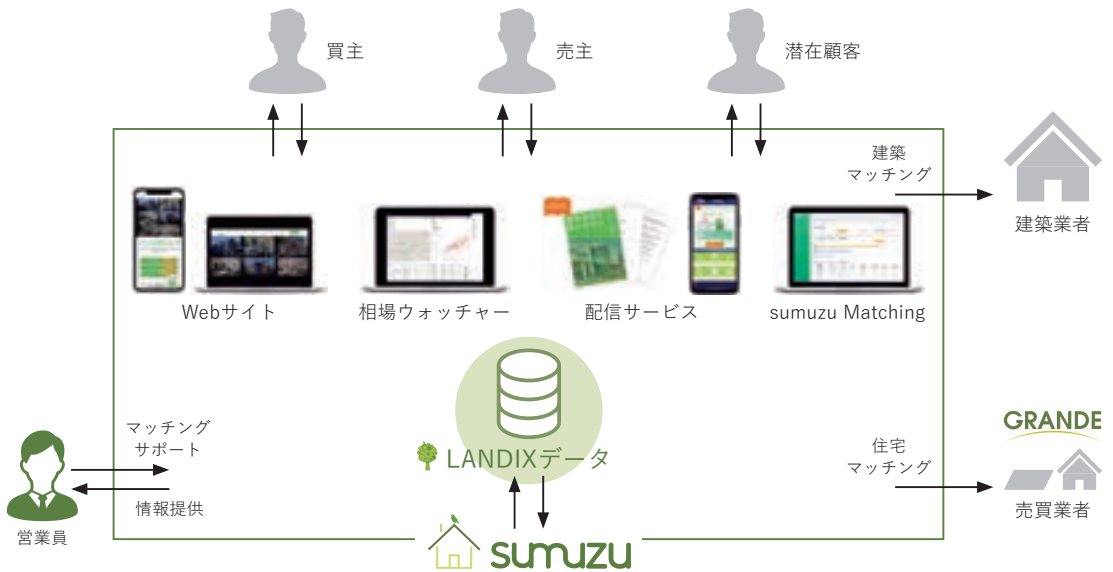 買主
売主
潜在顧客
建築
マッチング
建築業者
Webサイト
相場ウォッチャー
配信サービス
sumuzu Matching
GRANDE
マッチング
サポート
LANDIXデータ
住宅
マッチング
情報提供
売買業者
営業員
sumuzu